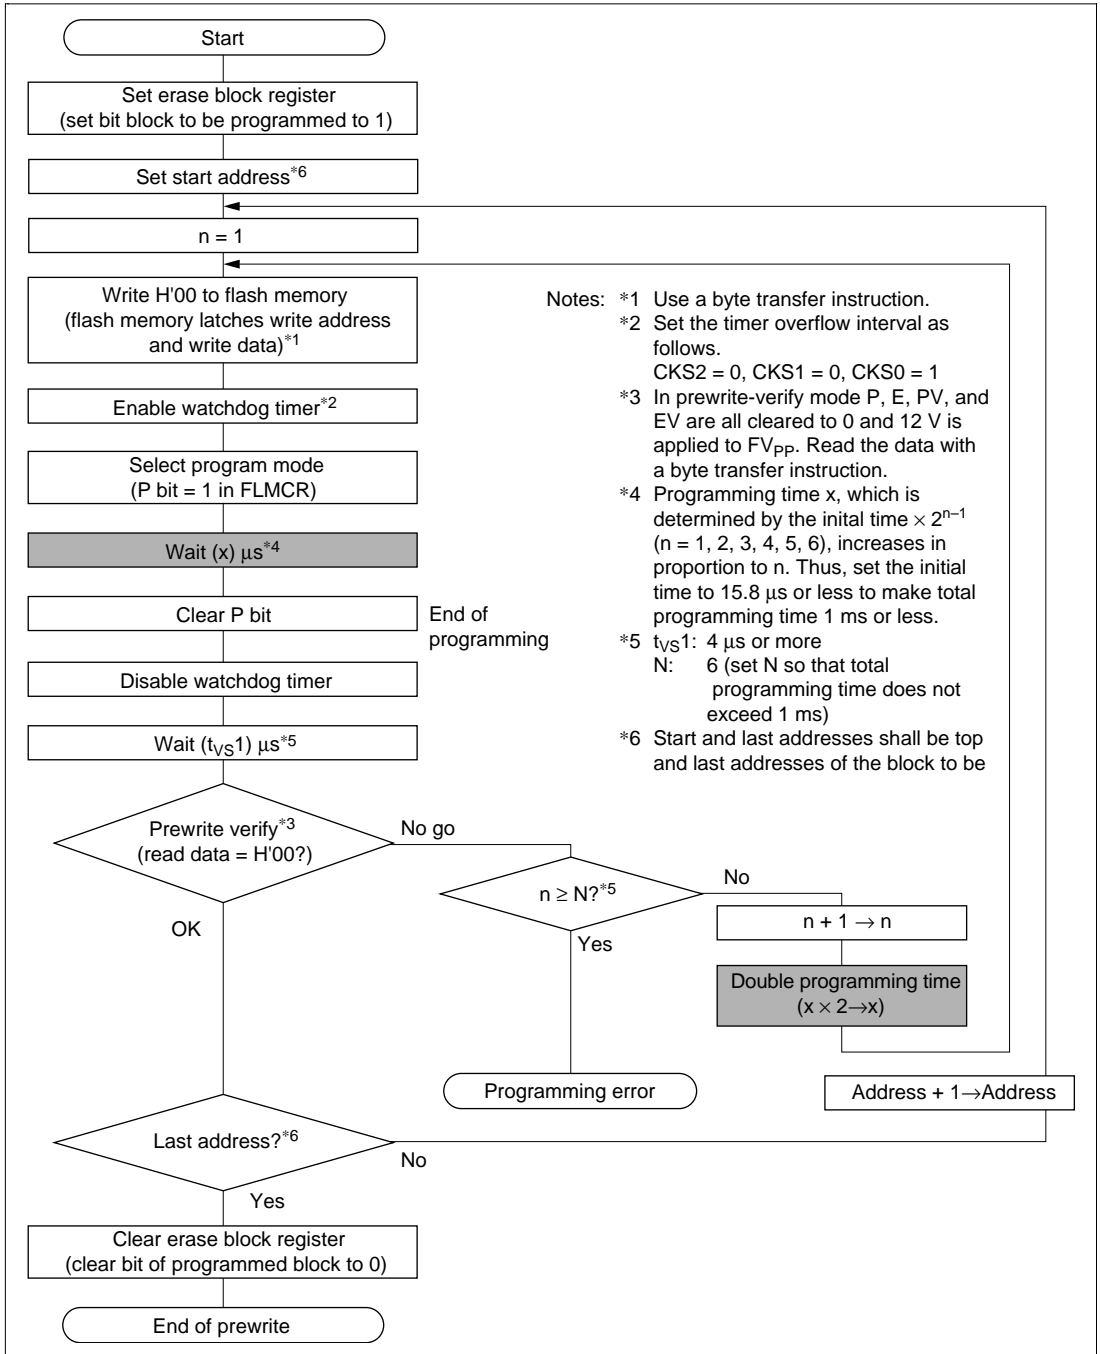 Start
Set erase block register
(set bit block to be programmed to 1)
Set start address*6
n = 1
Write H'00 to flash memory
(flash memory latches write address
and write data)*1
Enable watchdog timer*2
Select program mode
(P bit = 1 in FLMCR)
Wait (x) μs*4
Clear P bit
End of
programming
Disable watchdog timer
Wait (tVS1) μs*5
Notes: *1 Use a byte transfer instruction.
*2 Set the timer overflow interval as
follows.
CKS2 = 0, CKS1 = 0, CKS0 = 1
*3 In prewrite-verify mode P, E, PV, and
EV are all cleared to 0 and 12 V is
applied to FVPP. Read the data with
a byte transfer instruction.
*4 Programming time x, which is
determined by the inital time × 2n–1
(n = 1, 2, 3, 4, 5, 6), increases in
proportion to n. Thus, set the initial
time to 15.8 μs or less to make total
programming time 1 ms or less.
*5 tVS1: 4 μs or more
N: 6 (set N so that total
programming time does not
exceed 1 ms)
*6 Start and last addresses shall be top
and last addresses of the block to be
Prewrite verify*3
(read data = H'00?)
No go
OK
n ≥ N?*5
No
Yes
n + 1 → n
Double programming time
(x × 2→x)
Programming error
Address + 1→Address
Last address?*6
No
Yes
Clear erase block register
(clear bit of programmed block to 0)
End of prewrite